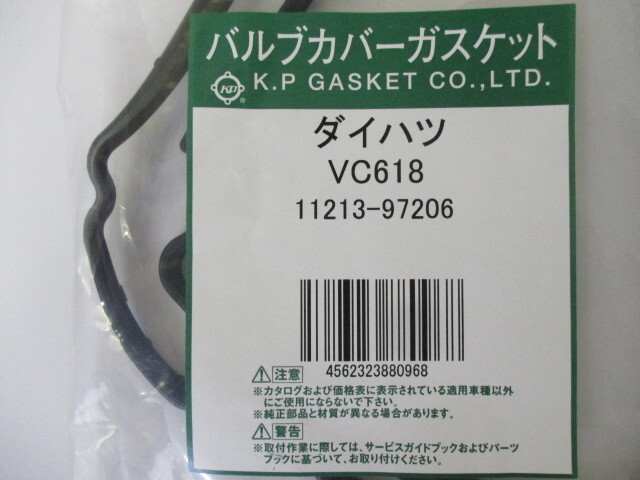 バルブカバーガスケット
KP ® K.P GASKET CO.,LTD.
ダイハツ
VC618
11213-97206
4562323880968
注意
※カタログおよび価格表に表示されている適用車種以外
にご使用にならないで下さい。
※純正部品と材質が異なる場合があります。
警告
※取付作業に際しては、サービスガイドブックおよびパーツ
ブックに基づいて、お取り付けください。